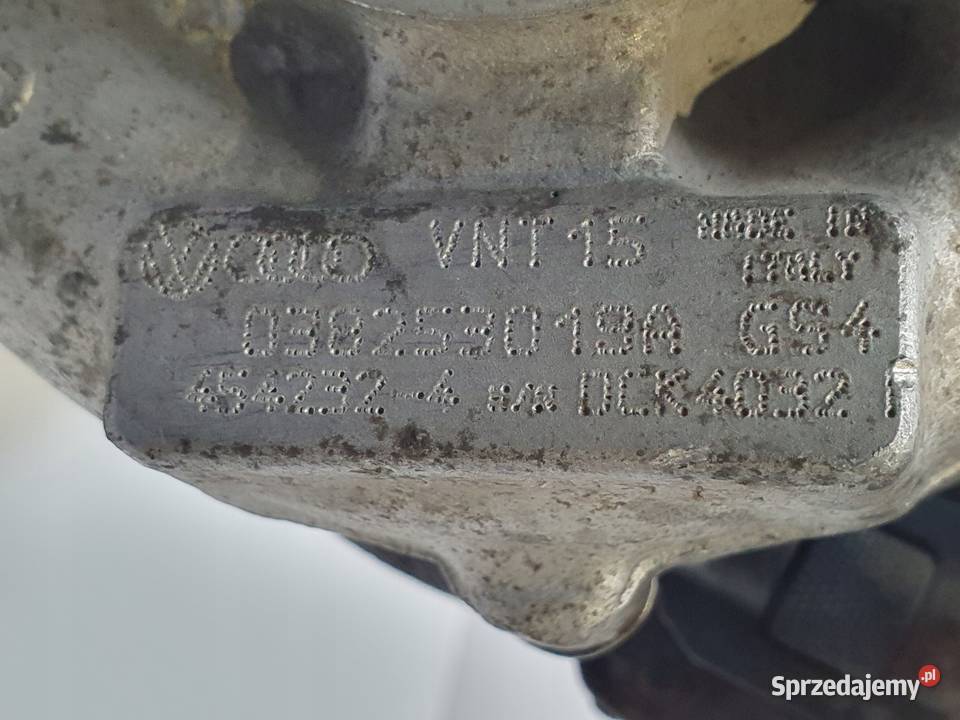 VNT15 MADE IN
ITALY
038253019A GS4
454232-4 S/N DCK4032 I
Sprzedajemy.pl